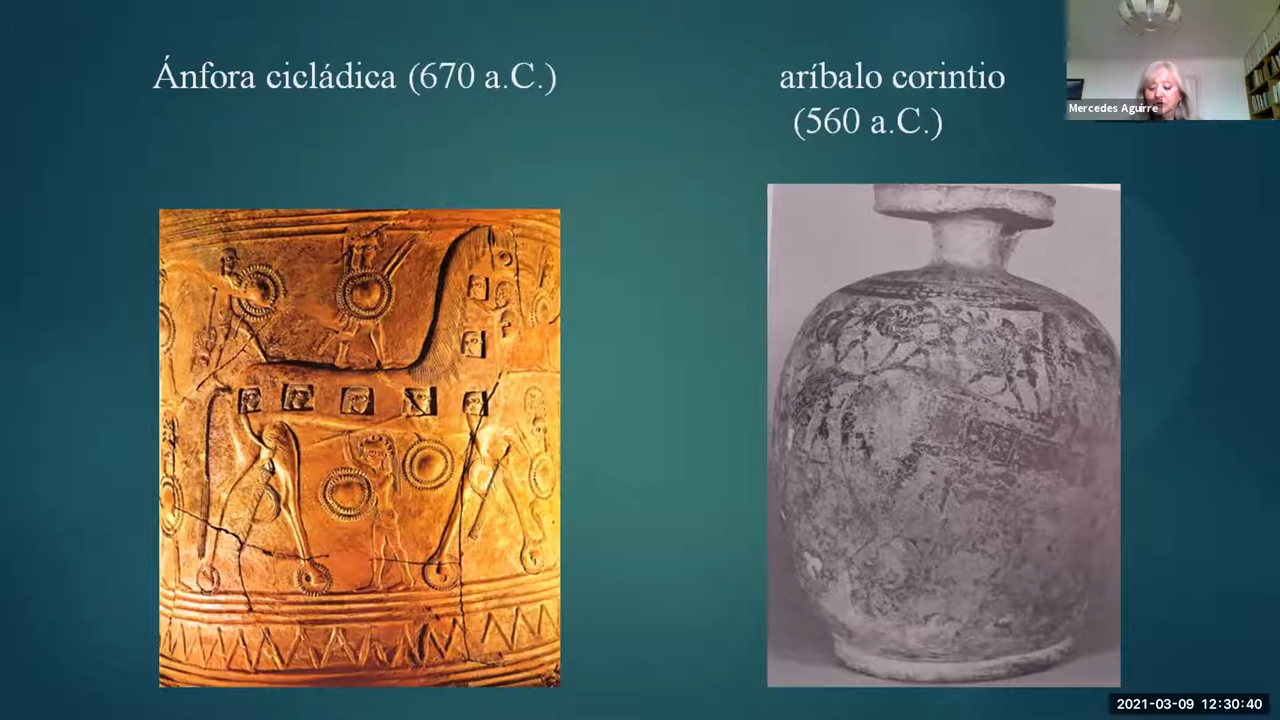 Ánfora cicládica (670 a.C.)
aríbalo corintio
(560 a.C.)
Mercedes Aguirre
2021-03-09 12:30:40